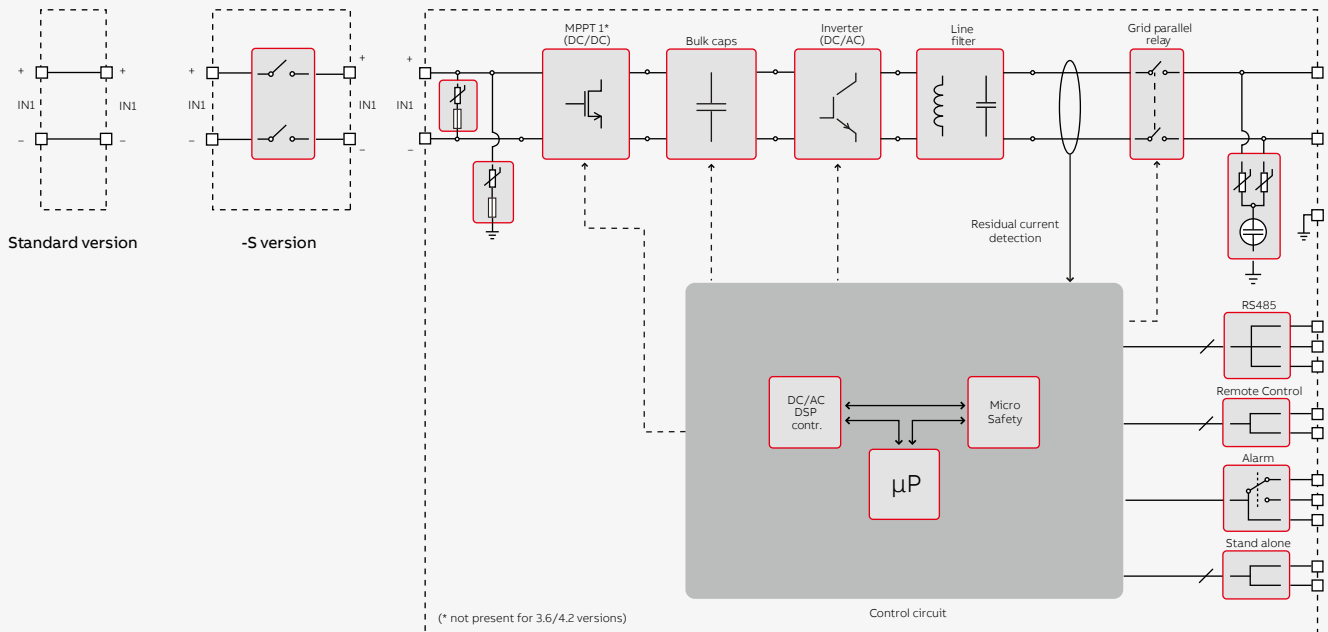 MPPT 1*
(DC/DC)
Bulk caps
Inverter
(DC/AC)
Line
filter
Grid parallel
relay
+
+
+
+
+
IN1
IN1
IN1
IN1
IN1
–
–
–
–
–
Standard version
-S version
Residual current
detection
RS485
Remote Control
Alarm
Stand alone
DC/AC
DSP
contr.
Micro
Safety
μP
(* not present for 3.6/4.2 versions)
Control circuit